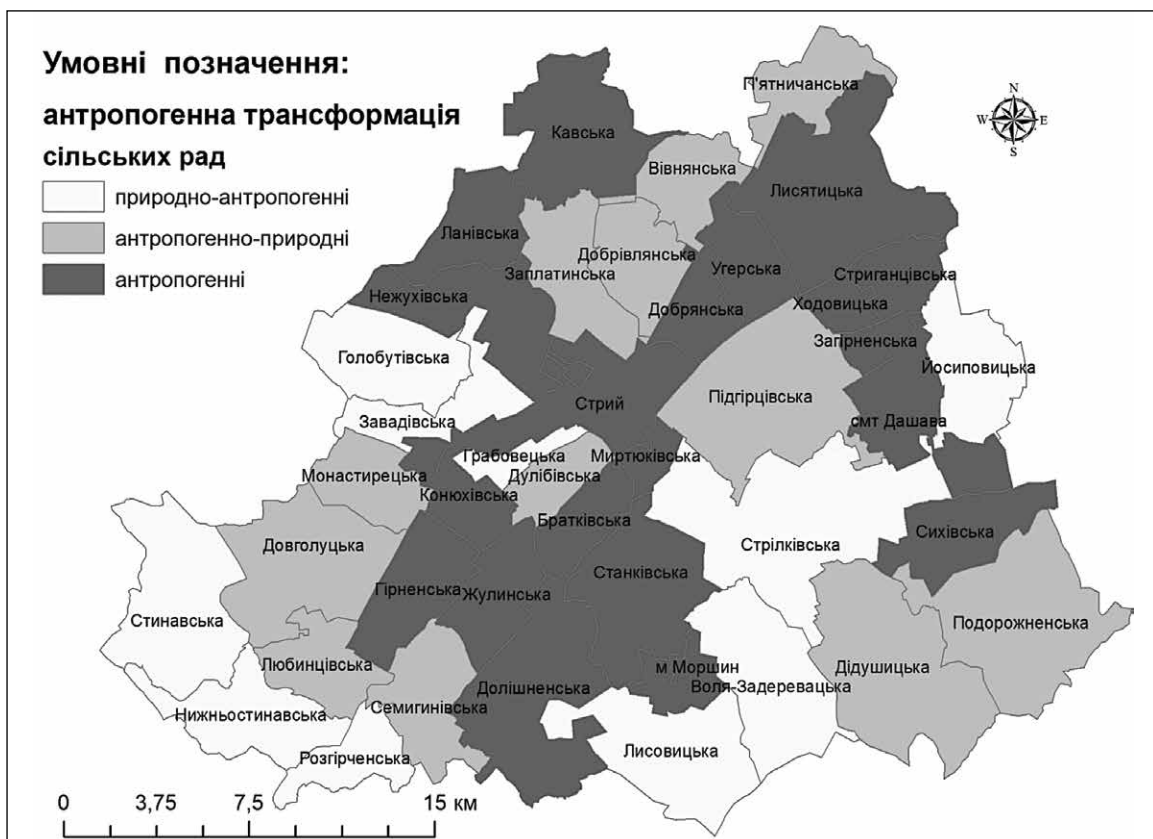 Умовні позначення:
антропогенна трансформація
сільських рад
природно-антропогенні
антропогенно-природні
антропогенні
N
W E
S
П'ятничанська
Кавська
Вівнянська
Лисятицька
Ланівська
Добрівлянська
Заплатинська
Угерська
Стриганцівська
Нежухівська
Добрянська
Ходовицька
Голобутівська
Загірненська
Йосиповицька
Підгірцівська
Стрий
Завадівська
смт Дашава
Грабовецька
Миртюківська
Монастирецька
Дулібівська
Конюхівська
Братківська
Сихівська
Довголуцька
Стрілківська
Станківська
Гірненська
Жулинська
Стинавська
Подорожненська
Любинцівська
м Моршин
Дідушицька
Воля-Задеревацька
Долішненська
Семигинівська
Нижньостинавська
Розгірченська
Лисовицька
0 3,75 7,5 15 км